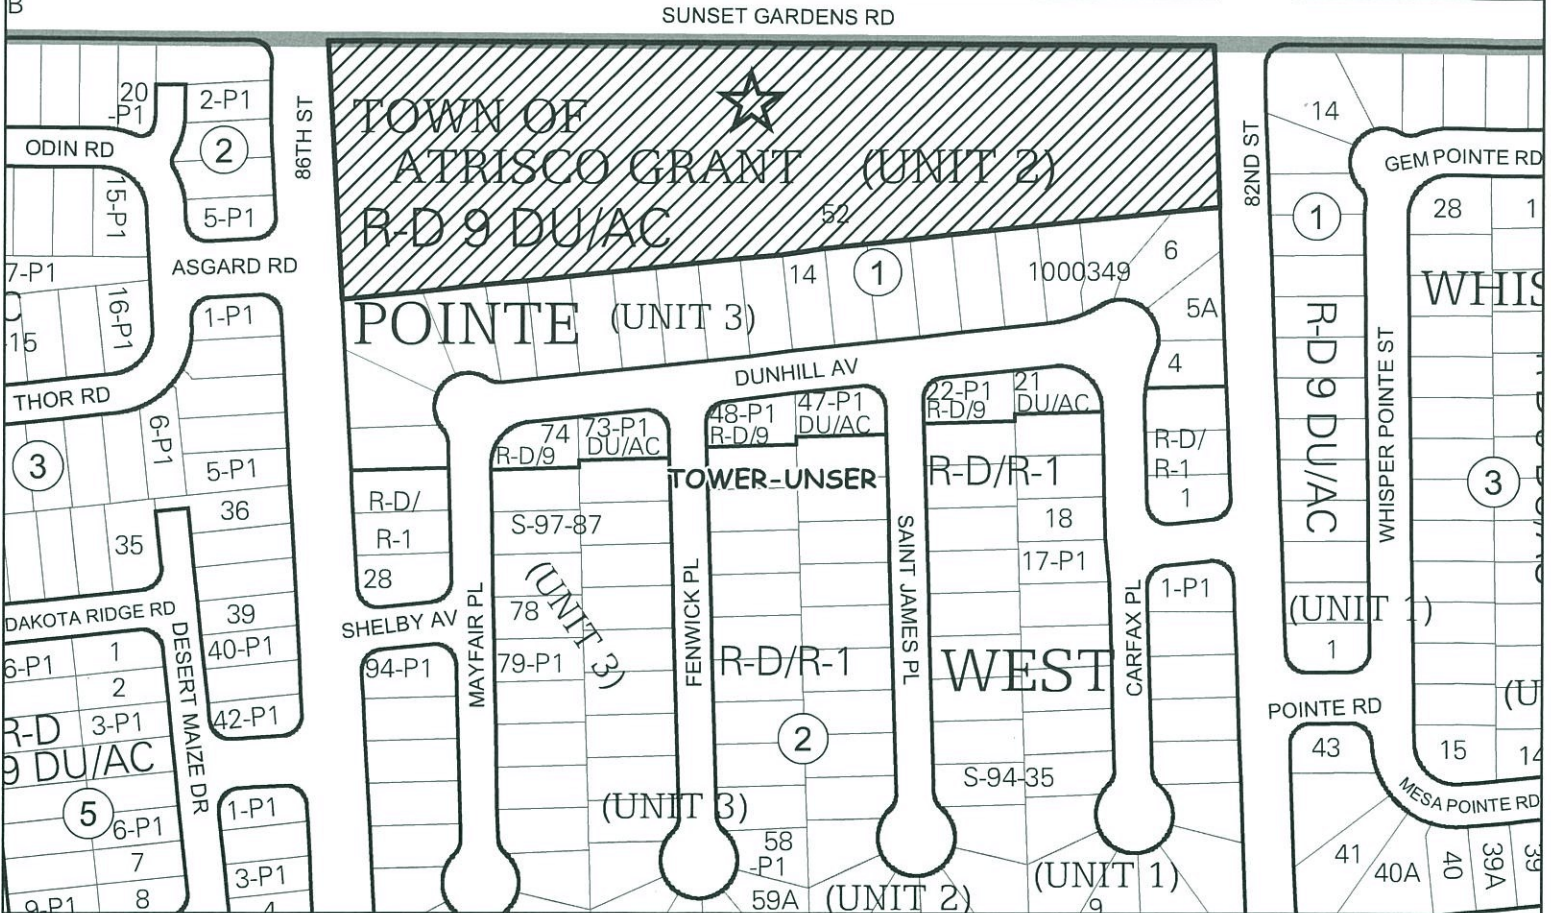 B
SUNSET GARDENS RD
20
-P1
2-P1
ODIN RD
2
15-P1
5-P1
86TH ST
TOWN OF
ATRISCO GRANT (UNIT 2)
R-D 9 DU/AC
52
82ND ST
14
GEM POINTE RD
1
28
1
7-P1
ASGARD RD
C
15
16-P1
1-P1
THOR RD
6-P1
3
5-P1
36
35
POINTE (UNIT 3)
14
1
1000349
6
5A
4
DUNHILL AV
74
R-D/9
73-P1
DU/AC
48-P1
R-D/9
47-P1
DU/AC
22-P1
R-D/9
21
DU/AC
TOWER-UNSER
R-D/R-1
R-D/
R-1
1
R-D/
R-1
28
S-97-87
18
17-P1
R-D 9 DU/AC
WHIS
WHISPER POINTE ST
3
DAKOTA RIDGE RD
39
40-P1
42-P1
DESERT MAIZE DR
6-P1
1
2
3-P1
R-D
9 DU/AC
5
6-P1
7
8
9-P1
1-P1
3-P1
4
SHELBY AV
94-P1
MAYFAIR PL
78
79-P1
(UNIT 3)
FENWICK PL
R-D/R-1
SAINT JAMES PL
WEST
CARFAX PL
1-P1
(UNIT 1)
1
2
S-94-35
(UNIT 3)
58
-P1
59A
(UNIT 2)
(UNIT 1)
9
POINTE RD
(U
43
15
14
MESA POINTE RD
41
40A
40
39A
39